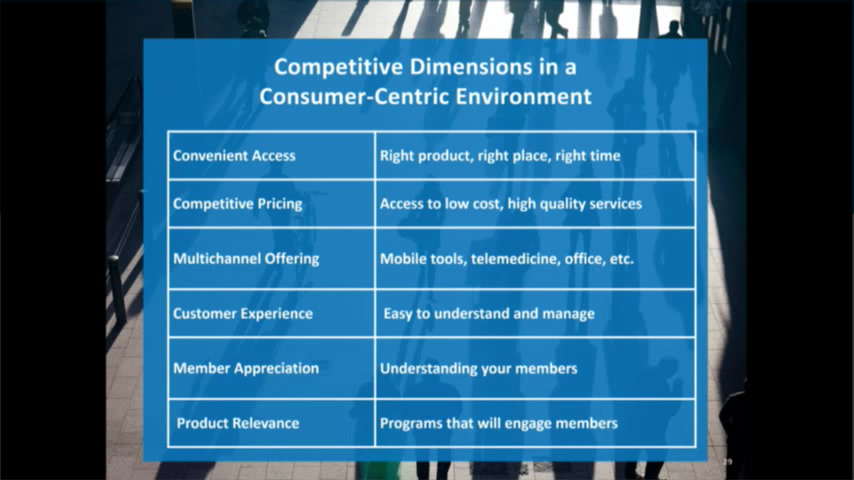 Competitive Dimensions in a
Consumer-Centric Environment
Convenient Access Right product, right place, right time
Competitive Pricing Access to low cost, high quality services
Multichannel Offering Mobile tools, telemedicine, office, etc.
Customer Experience Easy to understand and manage
Member Appreciation Understanding your members
Product Relevance Programs that will engage members
29